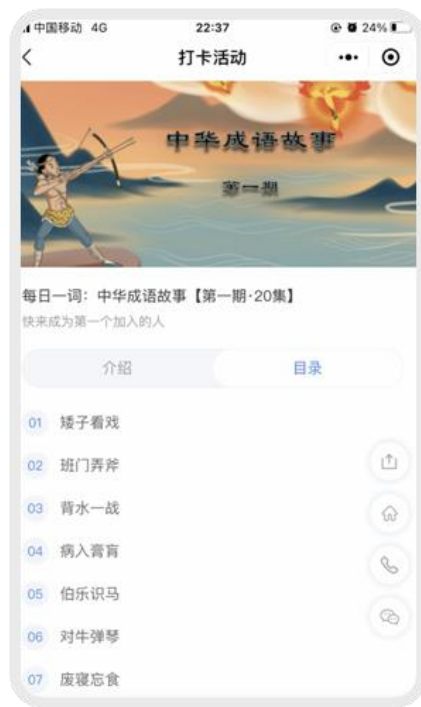 中国移动 4G 22:37 24%
打卡活动
中华成语故事
第一期
每日一词：中华成语故事【第一期·20集】
快来成为第一个加入的人
介绍 目录
01 矮子看戏
02 班门弄斧
03 背水一战
04 病入膏肓
05 伯乐识马
06 对牛弹琴
07 废寝忘食